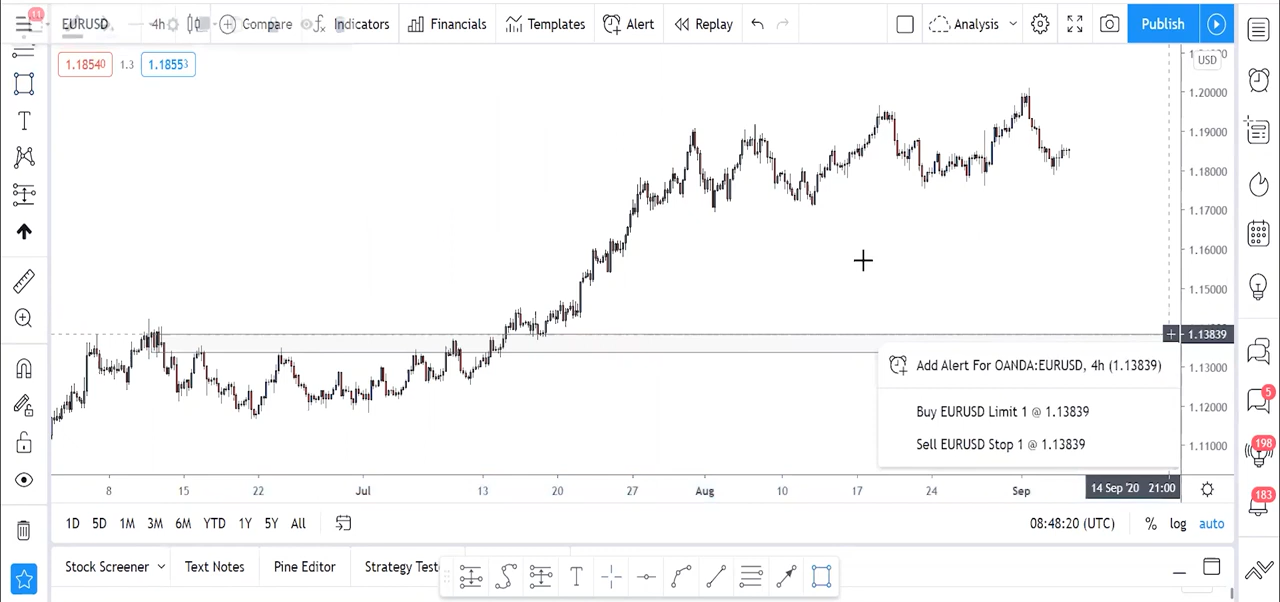 11
EURUSD 4h Compare Indicators Financials Templates Alert Replay Analysis Publish
1.18540 1.3 1.18553
USD
1.20000
1.19000
1.18000
1.17000
1.16000
1.15000
1.13839
1.13000
1.12000
1.11000
Add Alert For OANDA:EURUSD, 4h (1.13839)
Buy EURUSD Limit 1 @ 1.13839
Sell EURUSD Stop 1 @ 1.13839
5
198
183
8 15 22 Jul 13 20 27 Aug 10 17 24 Sep 14 Sep '20 21:00
1D 5D 1M 3M 6M YTD 1Y 5Y All 08:48:20 (UTC) % log auto
Stock Screener Text Notes Pine Editor Strategy Teste